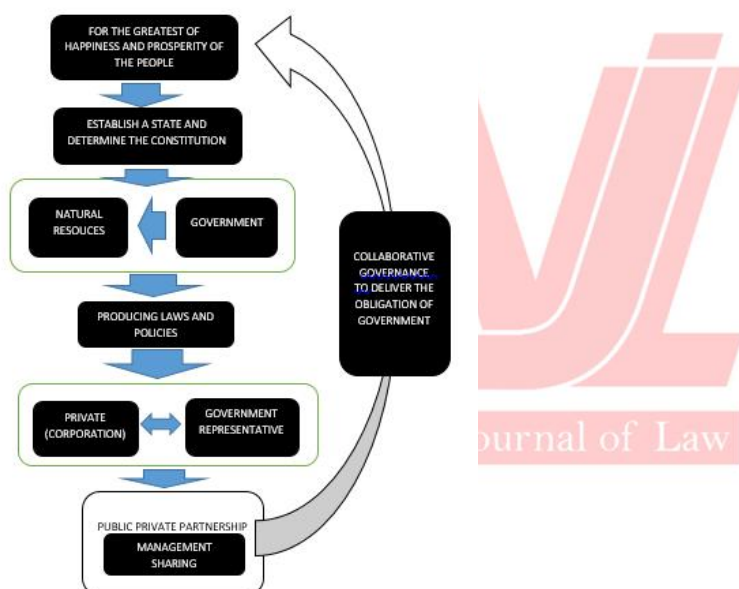 FOR THE GREATEST OF
HAPPINESS AND PROSPERITY OF
THE PEOPLE
ESTABLISH A STATE AND
DETERMINE THE CONSTITUTION
NATURAL
RESOUCES
GOVERNMENT
COLLABORATIVE
GOVERNANCE
TO DELIVER THE
OBLIGATION OF
GOVERNMENT
PRODUCING LAWS AND
POLICIES
PRIVATE
(CORPORATION)
GOVERNMENT
REPRESENTATIVE
PUBLIC PRIVATE PARTNERSHIP
MANAGEMENT
SHARING
of Law